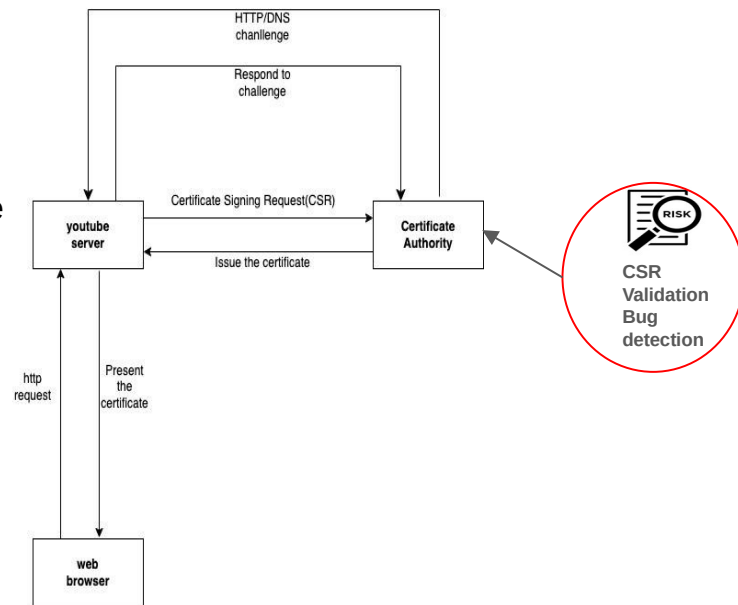 HTTP/DNS
chanllenge
Respond to
challenge
e
Certificate Signing Request(CSR)
youtube
server
Certificate
Authority
Issue the certificate
RISK
CSR
Validation
Bug
detection
http
request
Present
the
certificate
web
browser